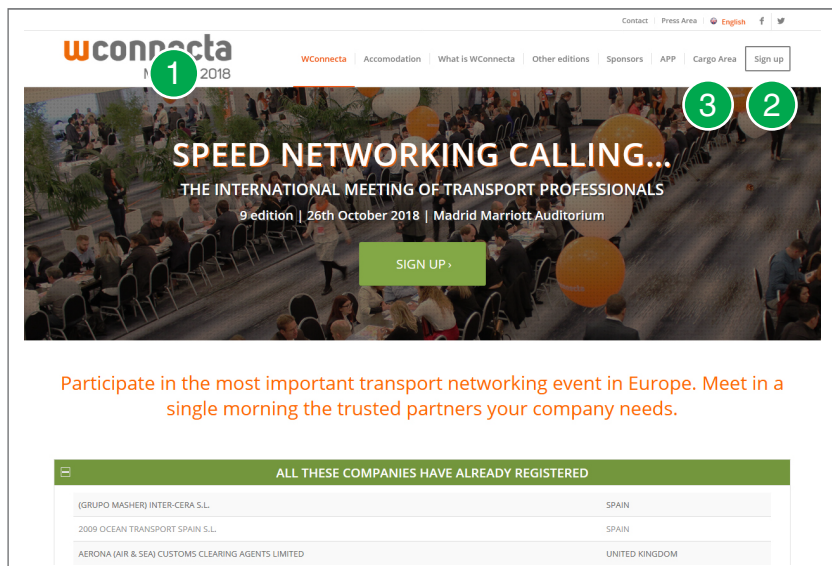 Contact Press Area English
wconnecta
2018
WConnecta Accomodation What is WConnecta Other editions Sponsors APP Cargo Area Sign up
1
3 2
SPEED NETWORKING CALLING...
THE INTERNATIONAL MEETING OF TRANSPORT PROFESSIONALS
9 edition | 26th October 2018 | Madrid Marriott Auditorium
SIGN UP ›
Participate in the most important transport networking event in Europe. Meet in a
single morning the trusted partners your company needs.
ALL THESE COMPANIES HAVE ALREADY REGISTERED
(GRUPO MASHER) INTER-CERA S.L. SPAIN
2009 OCEAN TRANSPORT SPAIN S.L. SPAIN
AERONA (AIR & SEA) CUSTOMS CLEARING AGENTS LIMITED UNITED KINGDOM